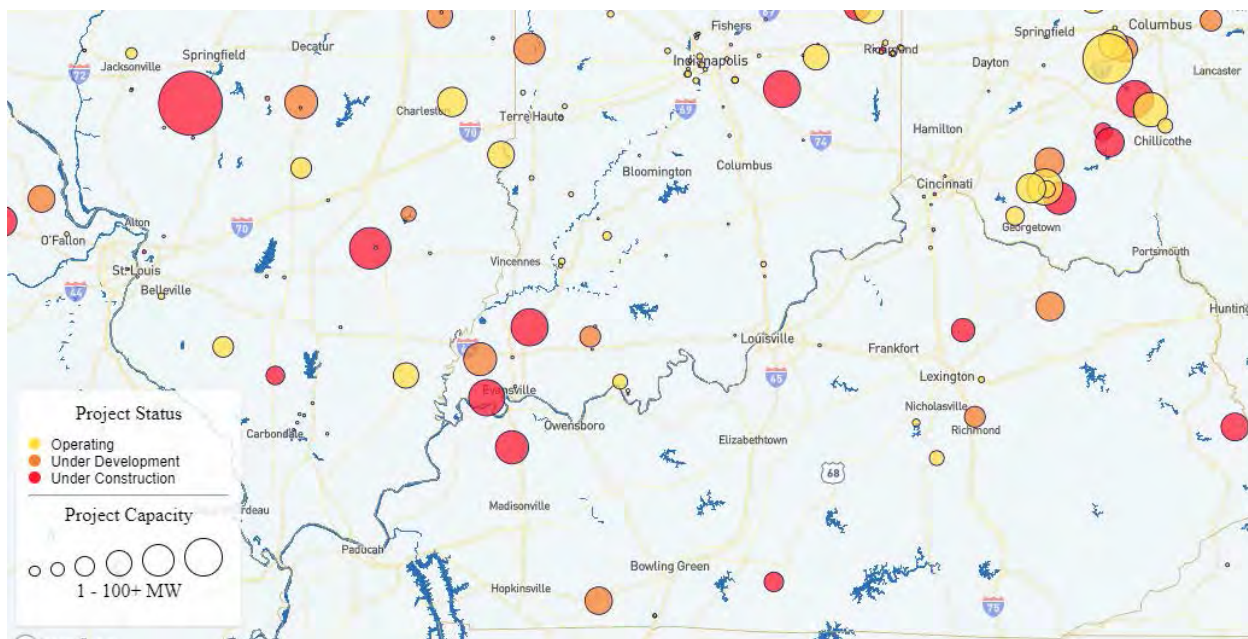 Fishers
Springfield
Columbus
Springfield
Decatur
Richmond
Jacksonville
Indianapolis
Dayton
Lancaster
72
Charleston
Terre Haute
69
70
Hamilton
74
Chillicothe
Columbus
Bloomington
Cincinnati
Alton
70
Georgetown
O'Fallon
Portsmouth
Vincennes
St Louis
44
Belleville
Louisville
Frankfort
65
Lexington
Evansville
Nicholasville
Owensboro
Richmond
Carbondale
Elizabethtown
68
Madisonville
Paducah
Bowling Green
Hopkinsville
75
Project Status
Operating
Under Development
Under Construction
Project Capacity
1 - 100+ MW